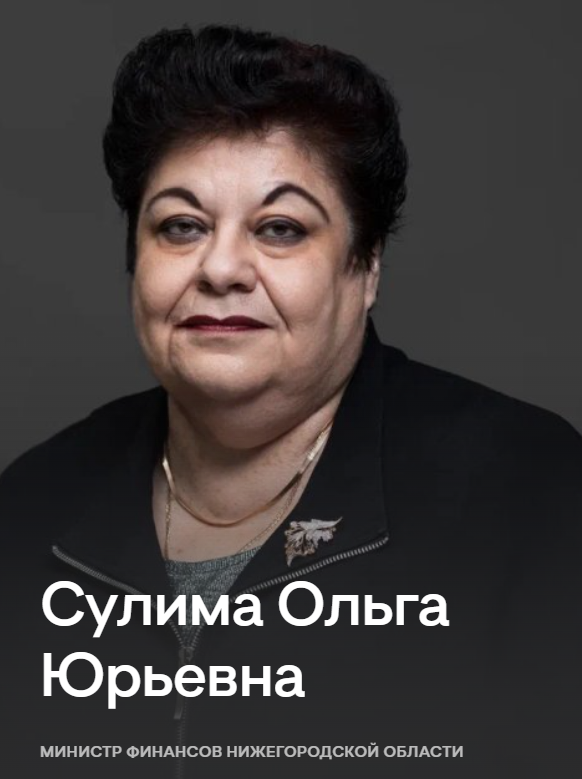 Сулима Ольга
Юрьевна
МИНИСТР ФИНАНСОВ НИЖЕГОРОДСКОЙ ОБЛАСТИ